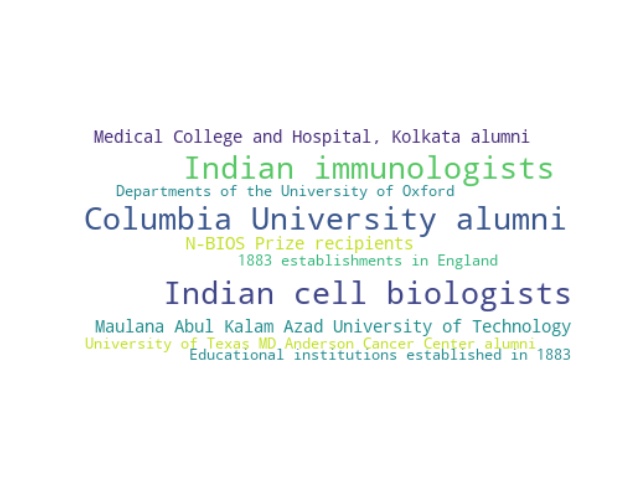 Medical College and Hospital, Kolkata alumni
Indian immunologists
Departments of the University of Oxford
Columbia University alumni
N-BIOS Prize recipients
1883 establishments in England
Indian cell biologists
Maulana Abul Kalam Azad University of Technology
University of Texas MD Anderson Cancer Center alumni
Educational institutions established in 1883